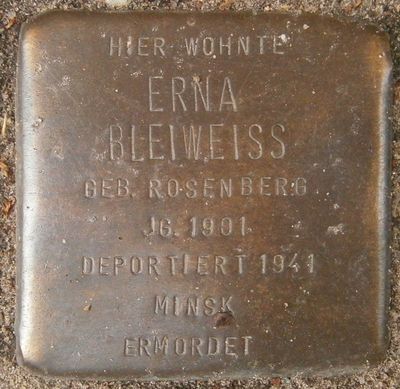 HIER WOHNTE
ERNA
BLEIWEISS
GEB. ROSENBERG
JG. 1901
DEPORTIERT 1941
MINSK
ERMORDET